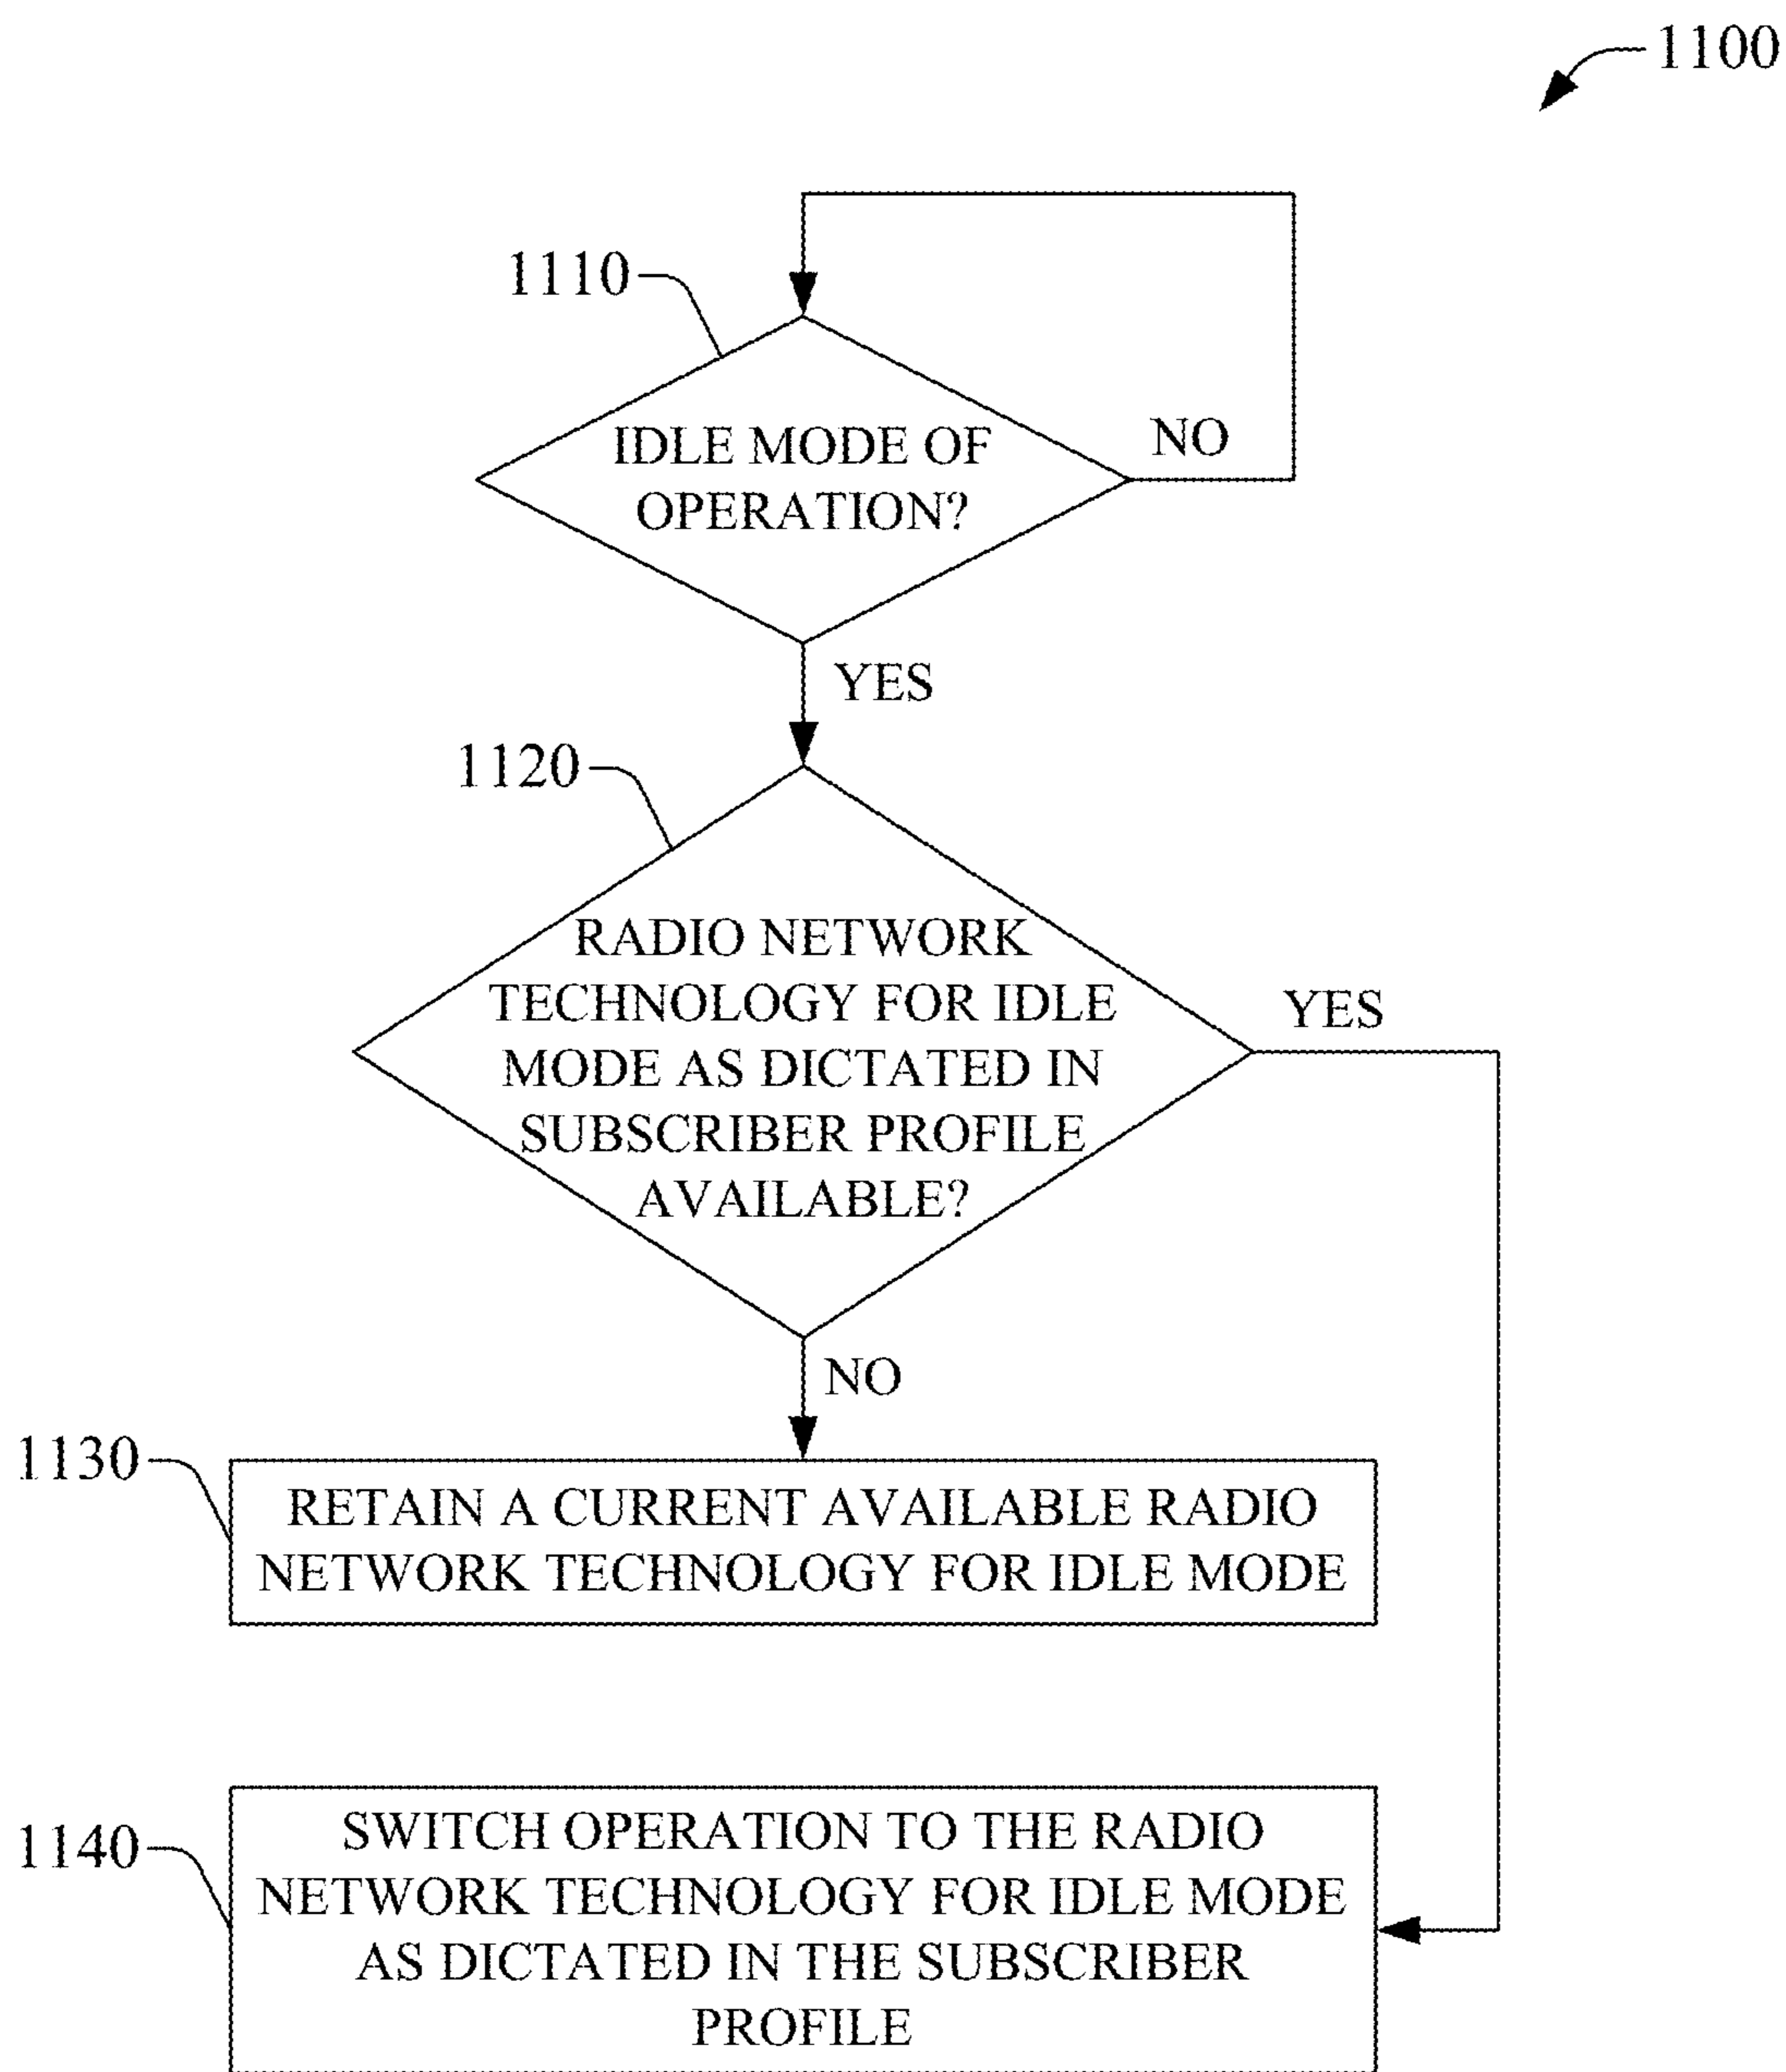 1100
1110
IDLE MODE OF
OPERATION?
NO
YES
1120
RADIO NETWORK
TECHNOLOGY FOR IDLE
MODE AS DICTATED IN
SUBSCRIBER PROFILE
AVAILABLE?
YES
NO
1130
RETAIN A CURRENT AVAILABLE RADIO
NETWORK TECHNOLOGY FOR IDLE MODE
1140
SWITCH OPERATION TO THE RADIO
NETWORK TECHNOLOGY FOR IDLE MODE
AS DICTATED IN THE SUBSCRIBER
PROFILE